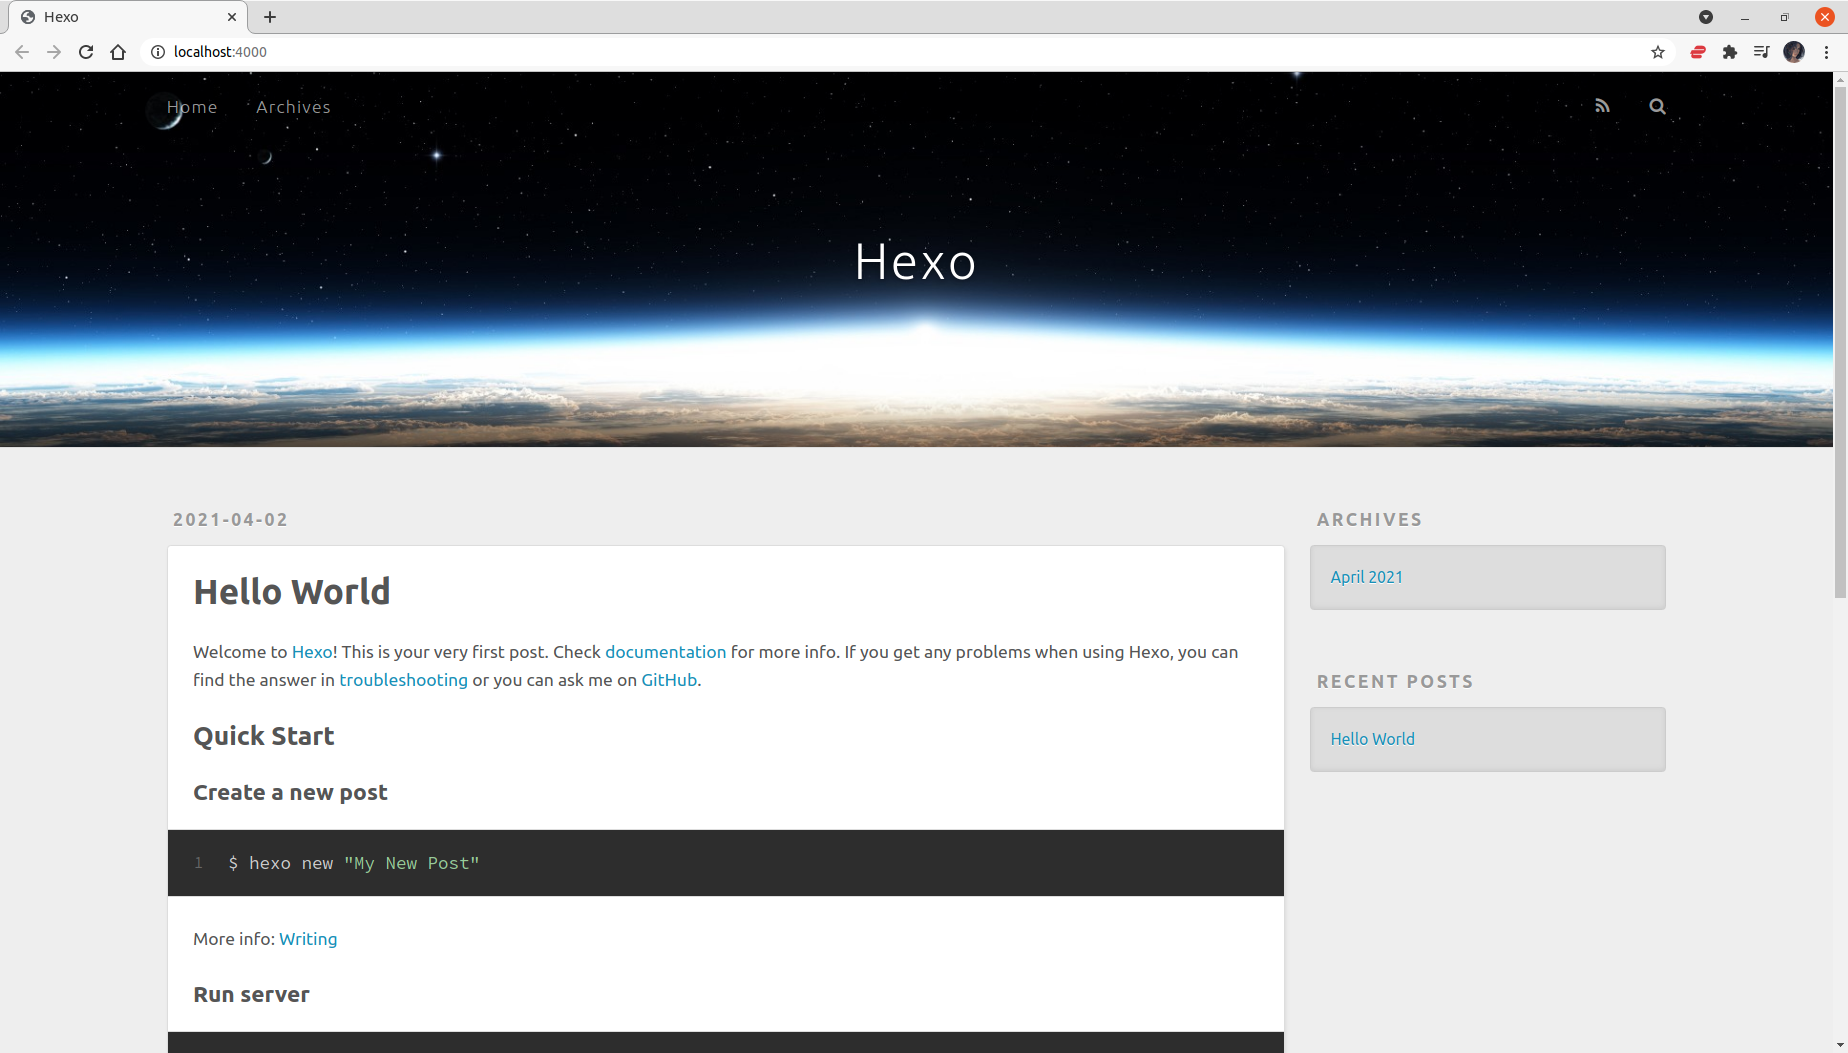 Hexo
localhost:4000
Home Archives
Hexo
2021-04-02
Hello World
Welcome to Hexo! This is your very first post. Check documentation for more info. If you get any problems when using Hexo, you can
find the answer in troubleshooting or you can ask me on GitHub.
Quick Start
Create a new post
1 $ hexo new "My New Post"
More info: Writing
Run server
ARCHIVES
April 2021
RECENT POSTS
Hello World